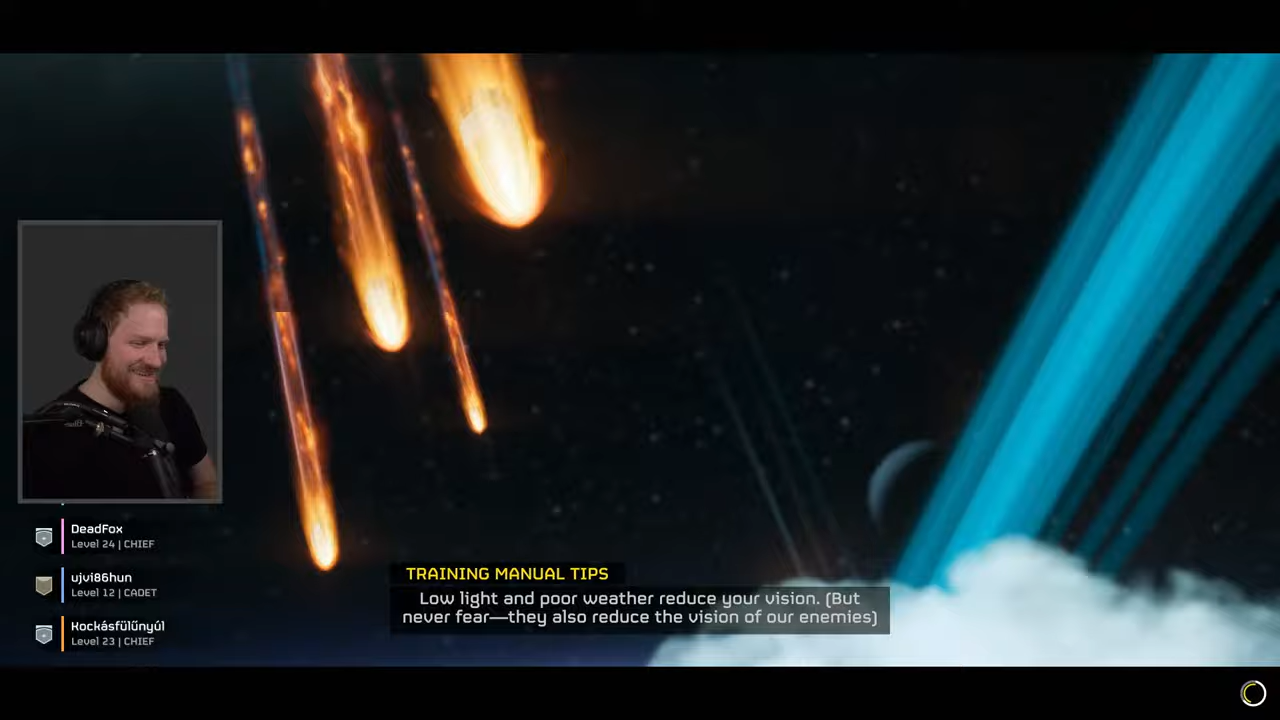 DeadFox
Level 24 | CHIEF
ujvi86hun
Level 12 | CADET
Kockásfülűnyúl
Level 23 | CHIEF
TRAINING MANUAL TIPS
Low light and poor weather reduce your vision. (But
never fear—they also reduce the vision of our enemies)